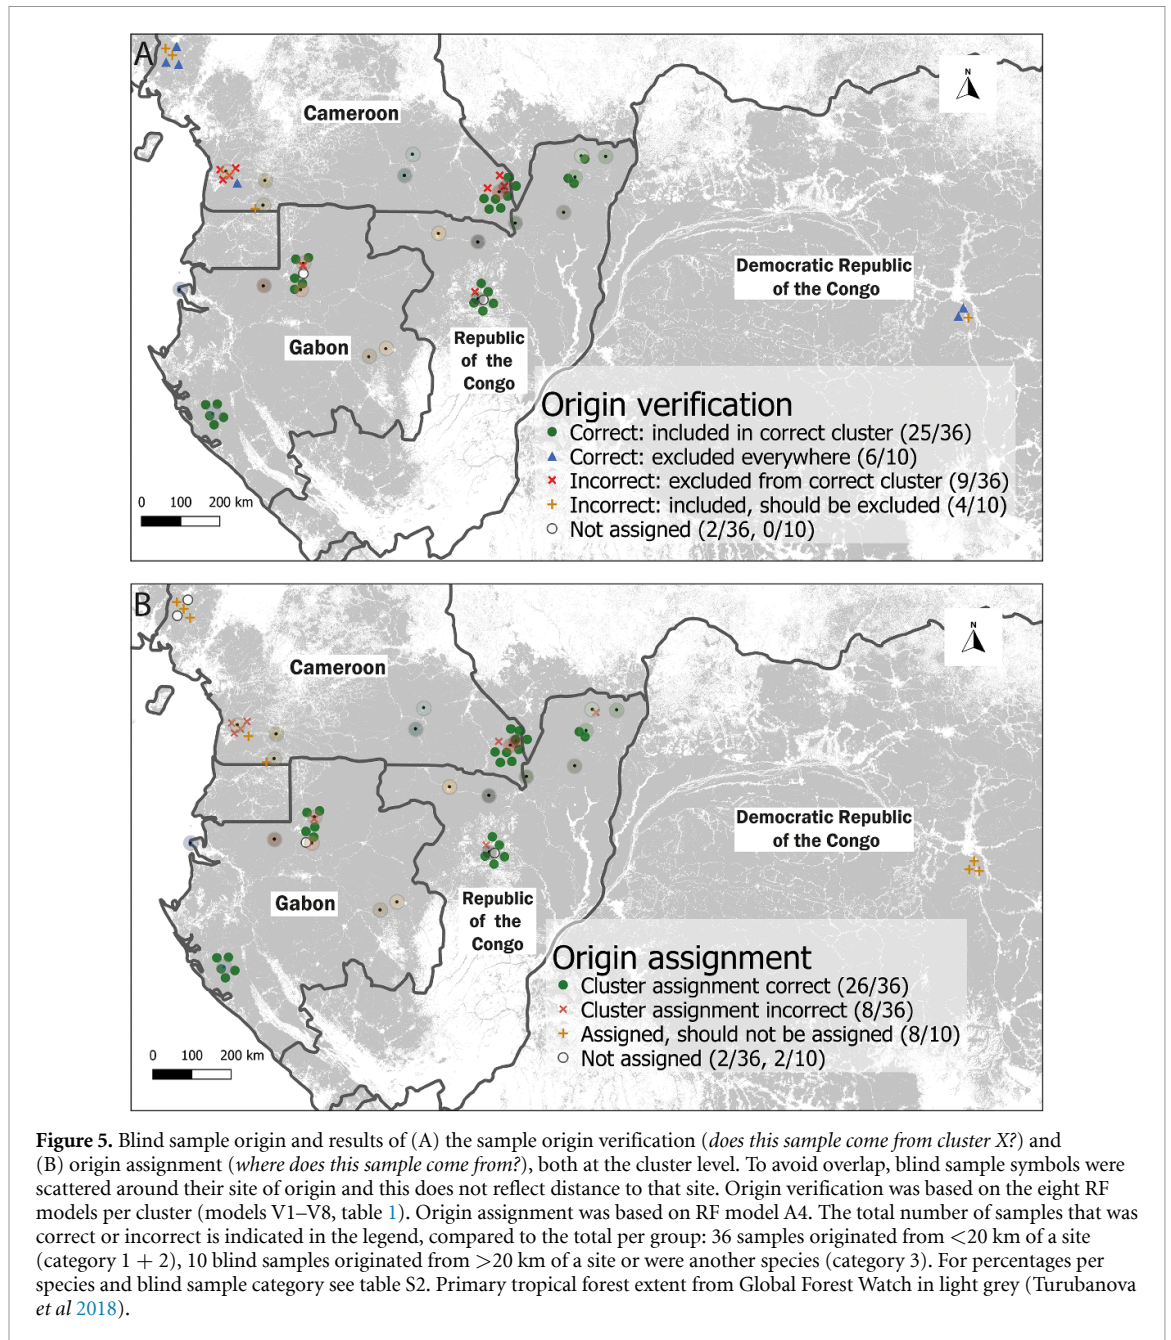 A
N
Cameroon
Democratic Republic
of the Congo
Gabon
Republic
of the
Congo
Origin verification
Correct: included in correct cluster (25/36)
Correct: excluded everywhere (6/10)
Incorrect: excluded from correct cluster (9/36)
Incorrect: included, should be excluded (4/10)
Not assigned (2/36, 0/10)
0 100 200 km
B
N
Cameroon
Democratic Republic
of the Congo
Gabon
Republic
of the
Congo
Origin assignment
Cluster assignment correct (26/36)
Cluster assignment incorrect (8/36)
Assigned, should not be assigned (8/10)
Not assigned (2/36, 2/10)
0 100 200 km
Figure 5. Blind sample origin and results of (A) the sample origin verification (does this sample come from cluster X?) and
(B) origin assignment (where does this sample come from?), both at the cluster level. To avoid overlap, blind sample symbols were
scattered around their site of origin and this does not reflect distance to that site. Origin verification was based on the eight RF
models per cluster (models V1–V8, table 1). Origin assignment was based on RF model A4. The total number of samples that was
correct or incorrect is indicated in the legend, compared to the total per group: 36 samples originated from <20 km of a site
(category 1 + 2), 10 blind samples originated from >20 km of a site or were another species (category 3). For percentages per
species and blind sample category see table S2. Primary tropical forest extent from Global Forest Watch in light grey (Turubanova
et al 2018).